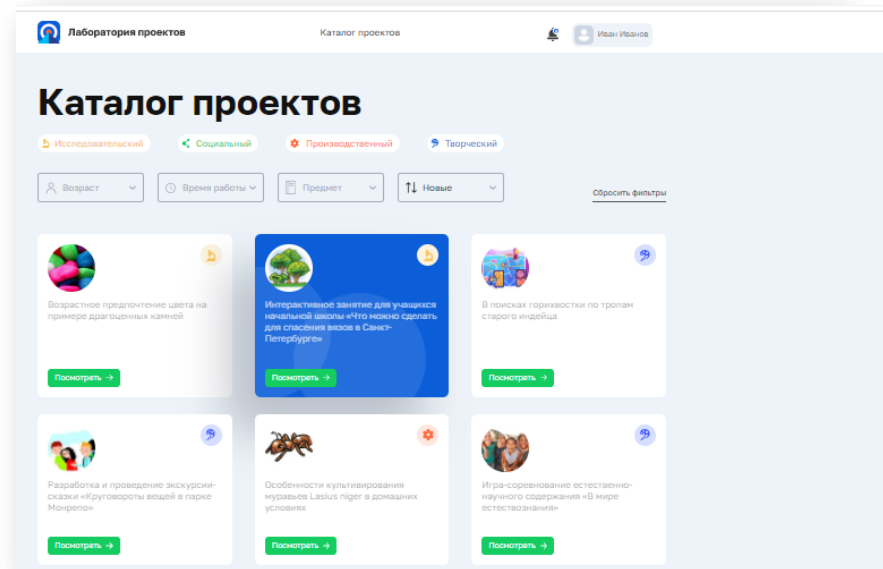 Лаборатория проектов
Каталог проектов
Иван Иванов
Каталог проектов
Исследовательский
Социальный
Производственный
Творческий
Возраст
Время работы
Предмет
Новые
Сбросить фильтры
Возрастное предпочтение цвета на
примере драгоценных камней
Посмотреть →
Интерактивное занятие для учащихся
начальной школы «Что можно сделать
для спасения вязов в Санкт-
Петербурге»
Посмотреть →
В поисках горихвостки по тропам
старого индейца
Посмотреть →
Разработка и проведение экскурсии-
сказки «Круговороты вещей в парке
Монрепо»
Посмотреть →
Особенности культивирования
муравьев Lasius niger в домашних
условиях
Посмотреть →
Игра-соревнование естественно-
научного содержания «В мире
естествознания»
Посмотреть →